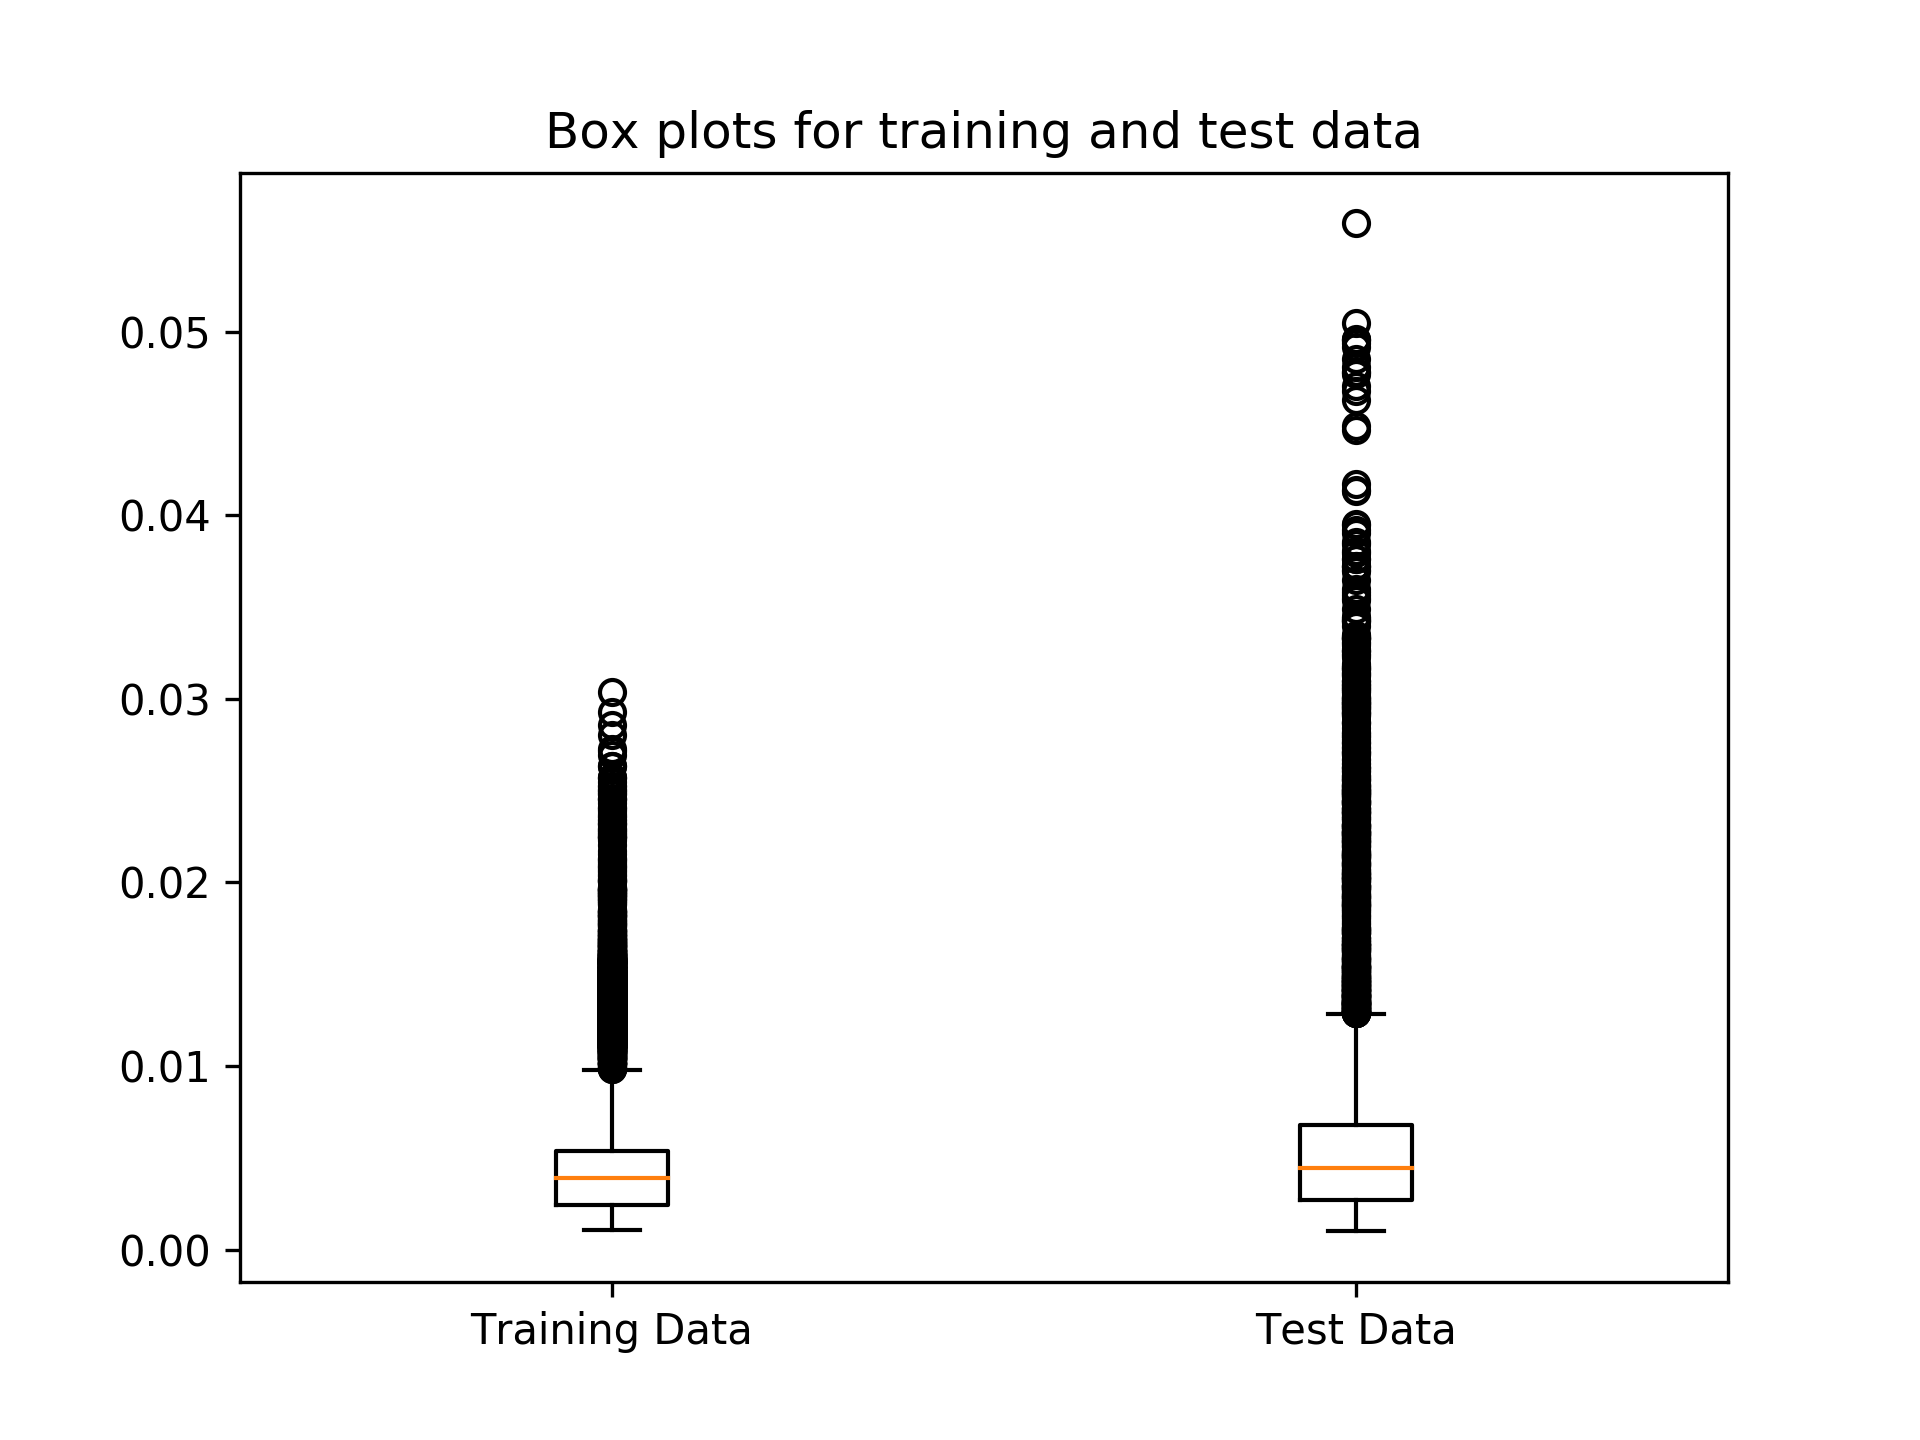 Box plots for training and test data
0.05
0.04
0.03
0.02
0.01
0.00
Training Data
Test Data